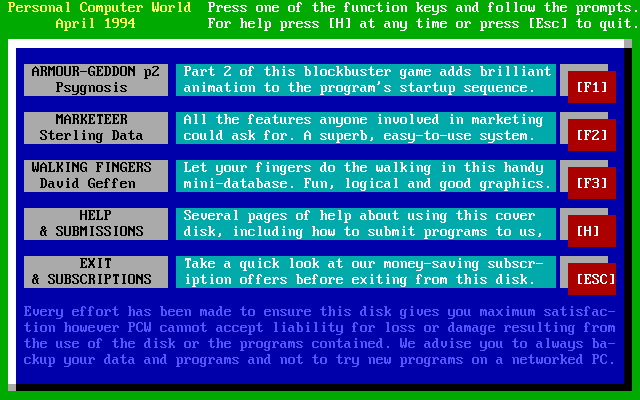 Personal Computer World Press one of the function keys and follow the prompts.
April 1994 For help press [H] at any time or press [Esc] to quit.
ARMOUR-GEDDON p2 Part 2 of this blockbuster game adds brilliant
Psygnosis animation to the program's startup sequence. [F1]
MARKETEER All the features anyone involved in marketing
Sterling Data could ask for. A superb, easy-to-use system. [F2]
WALKING FINGERS Let your fingers do the walking in this handy
David Geffen mini-database. Fun, logical and good graphics. [F3]
HELP Several pages of help about using this cover
& SUBMISSIONS disk, including how to submit programs to us, [H]
EXIT Take a quick look at our money-saving subscr-
& SUBSCRIPTIONS iption offers before exiting from this disk. [ESC]
Every effort has been made to ensure this disk gives you maximum satisfac-
tion however PCW cannot accept liability for loss or damage resulting from
the use of the disk or the programs contained. We advise you to always ba-
ckup your data and programs and not to try new programs on a networked PC.